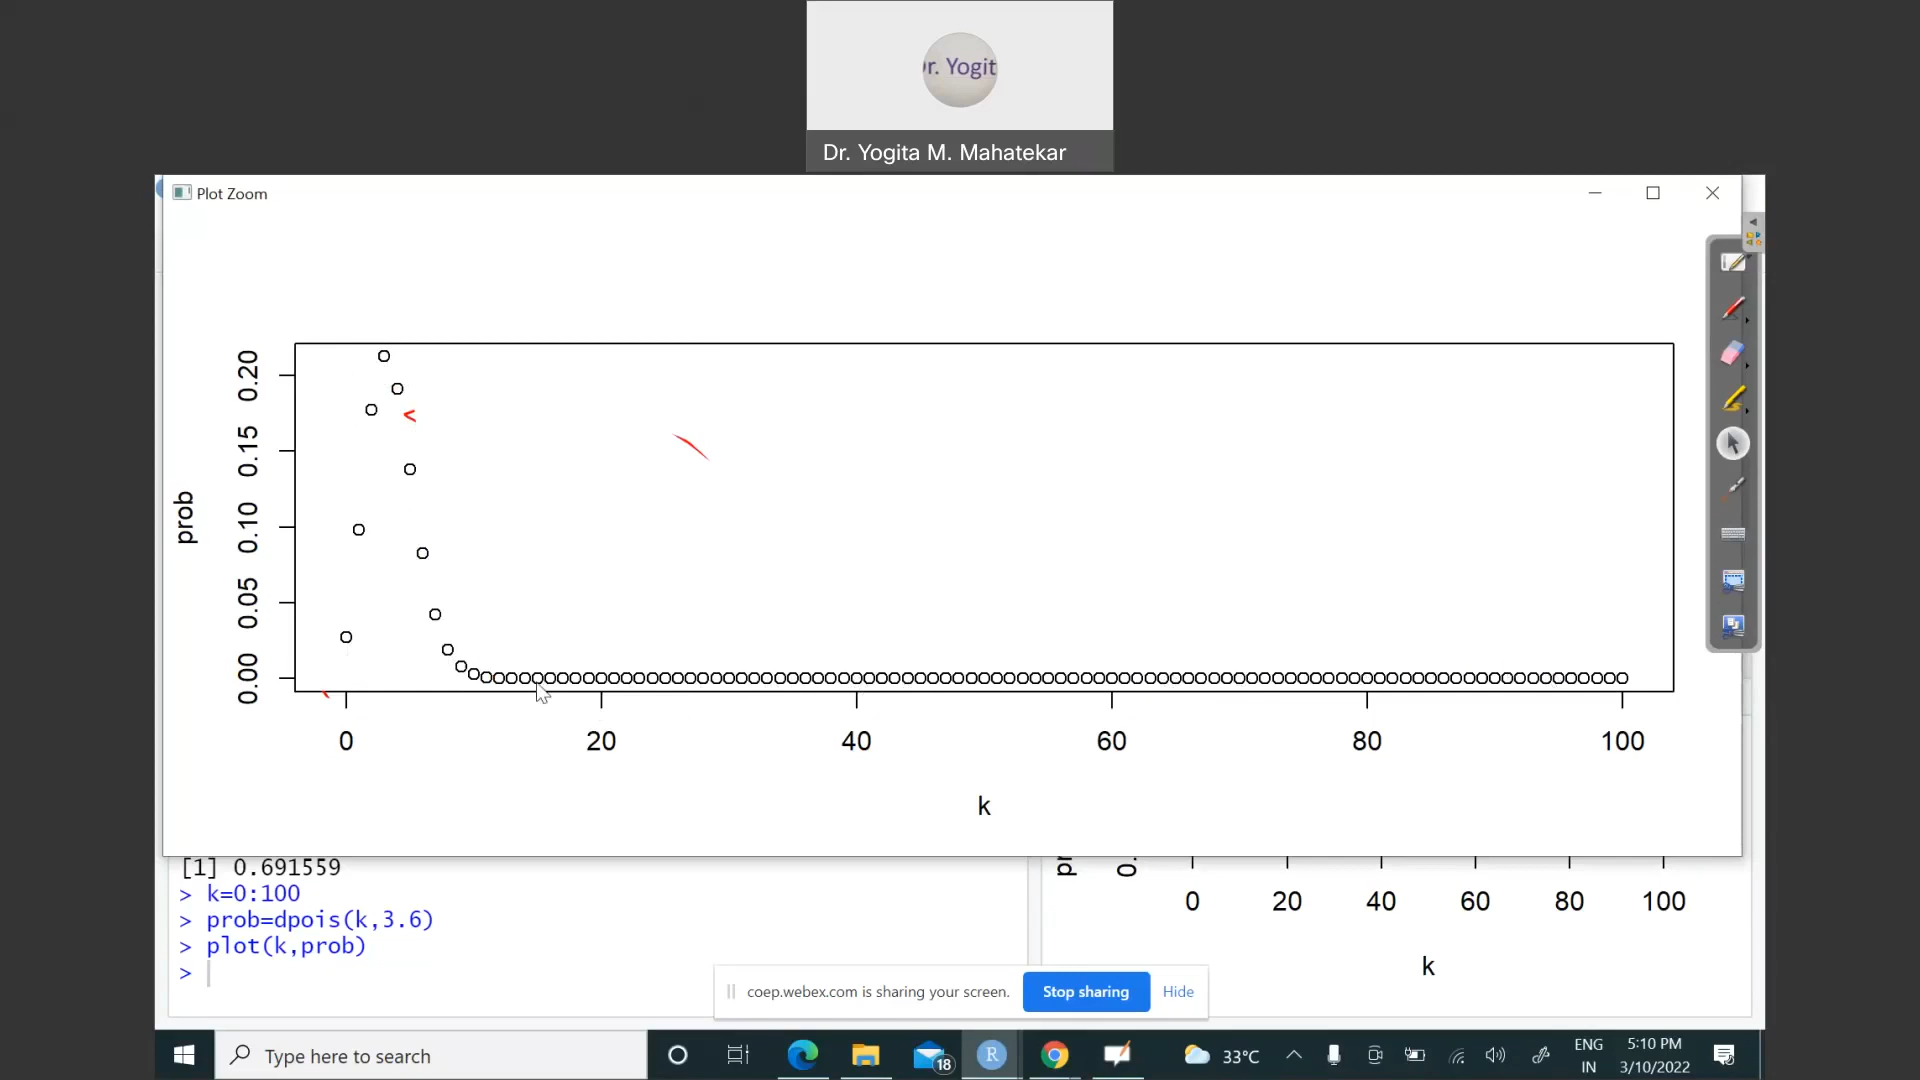 Dr. Yogit
Dr. Yogita M. Mahatekar
Plot Zoom
0.20
0.15
0.10
0.05
0.00
prob
0 20 40 60 80 100
k
[1] 0.691559
> k=0:100
> prob=dpois(k,3.6)
> plot(k,prob)
>
0.
0 20 40 60 80 100
k
coep.webex.com is sharing your screen.
Stop sharing
Hide
Type here to search
18
R
33°C
ENG
IN
5:10 PM
3/10/2022